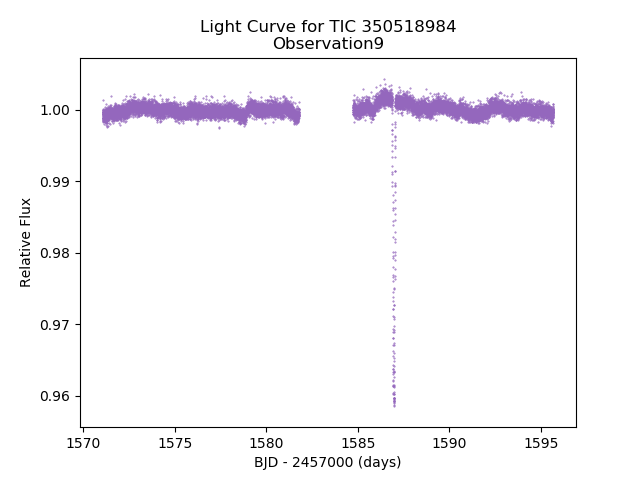 Light Curve for TIC 350518984
Observation9
1.00
0.99
0.98
0.97
0.96
Relative Flux
1570 1575 1580 1585 1590 1595
BJD - 2457000 (days)